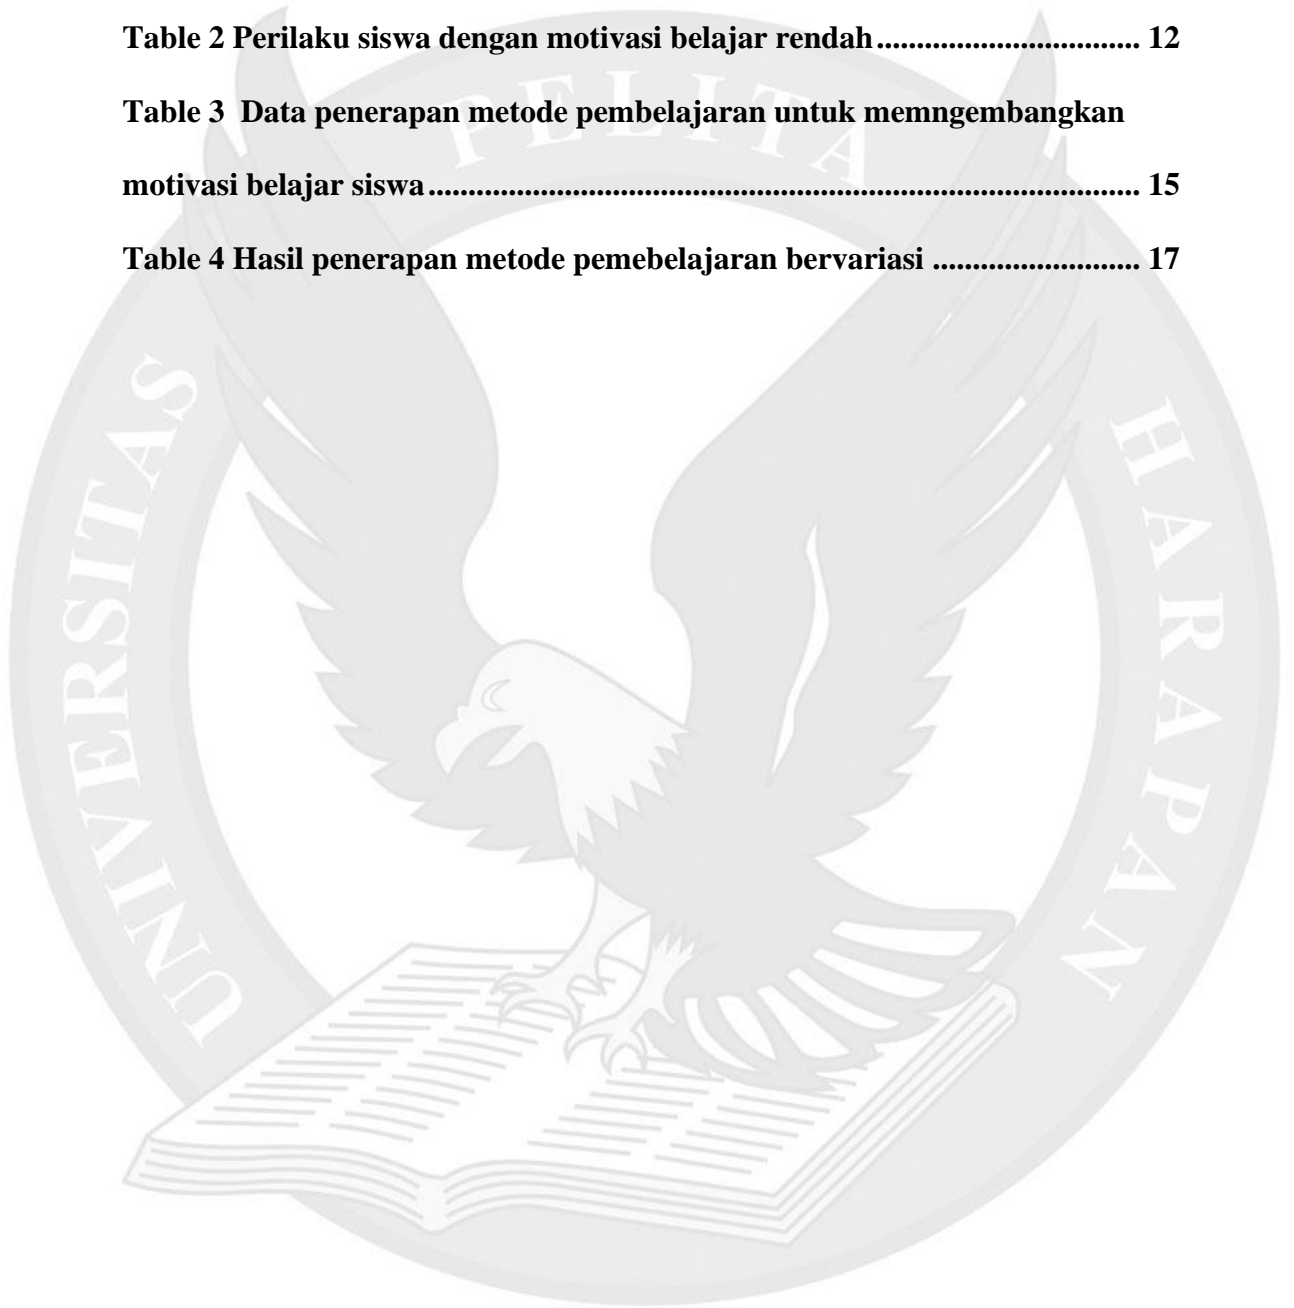 Table 2 Perilaku siswa dengan motivasi belajar rendah................................. 12
Table 3  Data penerapan metode pembelajaran untuk memngembangkan
motivasi belajar siswa......................................................................................... 15
Table 4 Hasil penerapan metode pemebelajaran bervariasi .......................... 17
UNIVERSITAS PELITA HARAPAN